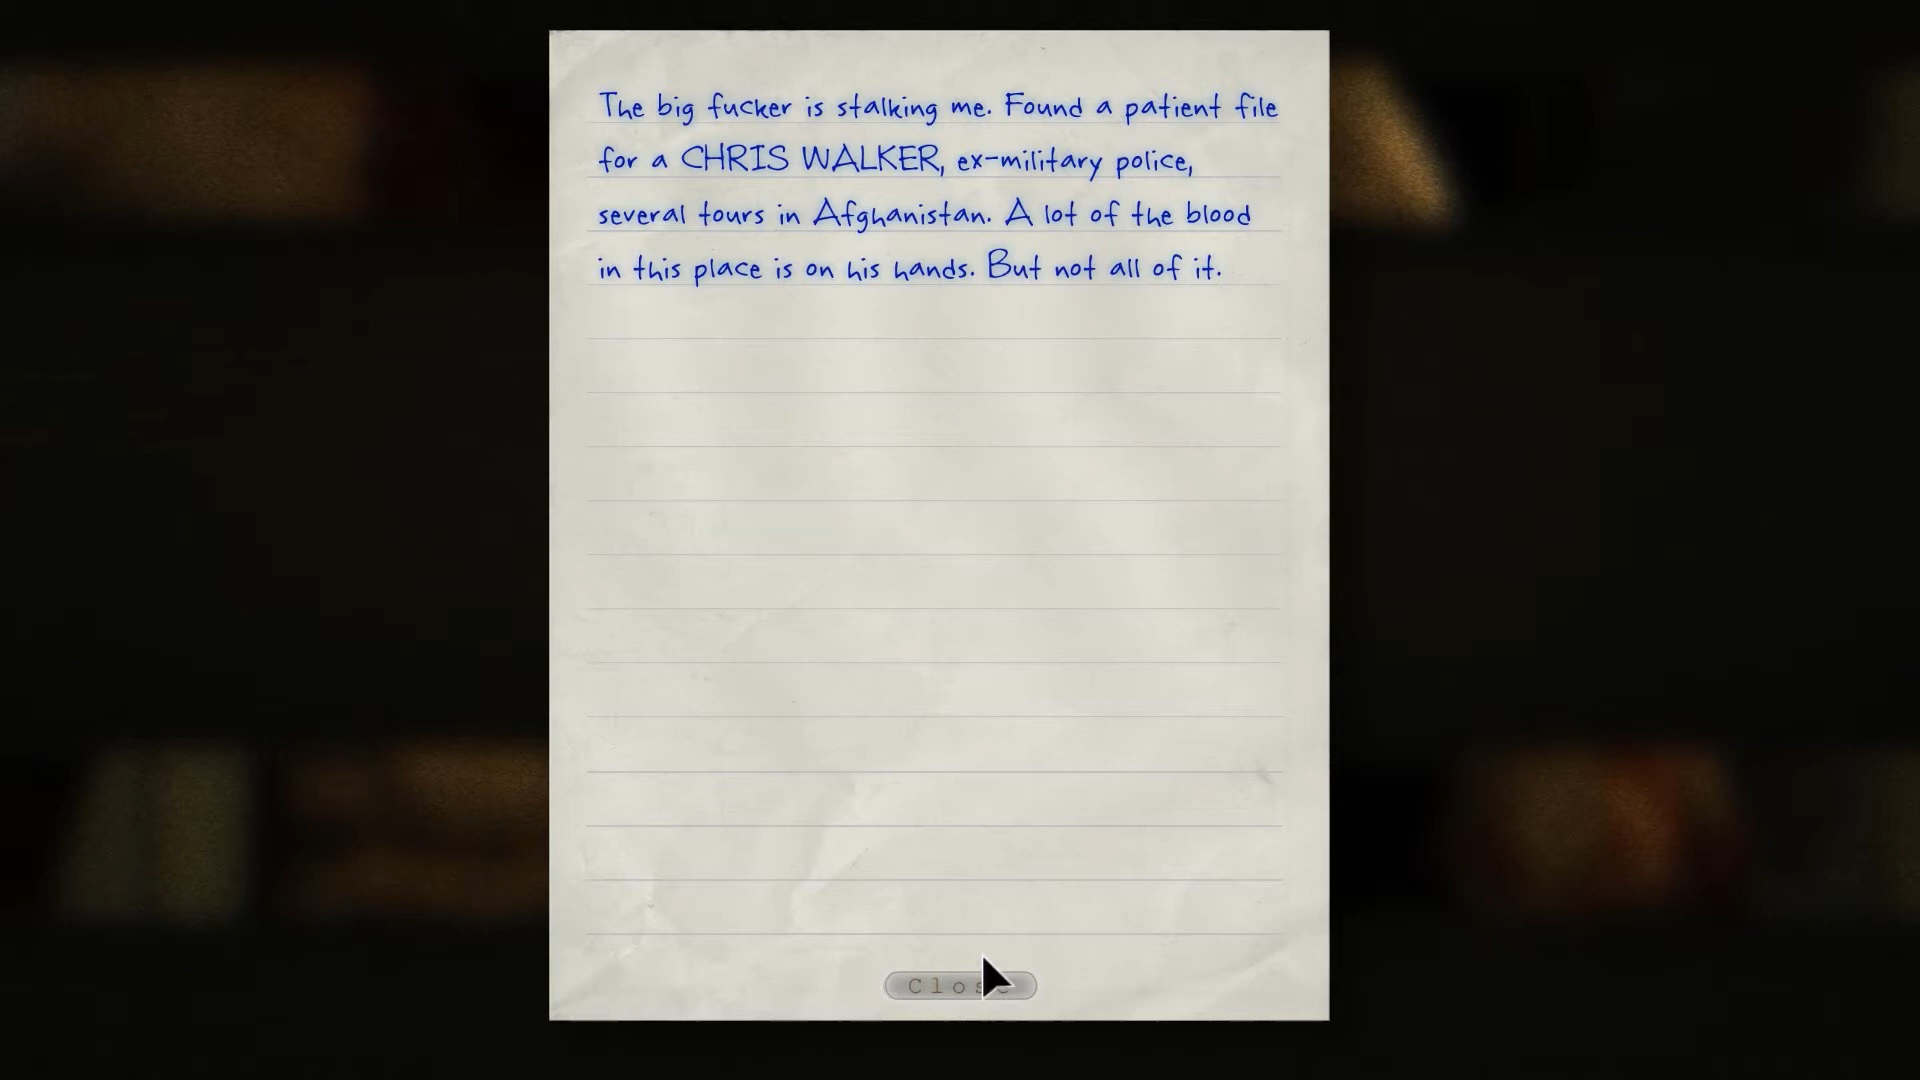 The big fucker is stalking me. Found a patient file
for a CHRIS WALKER, ex-military police,
several tours in Afghanistan. A lot of the blood
in this place is on his hands. But not all of it.
Close